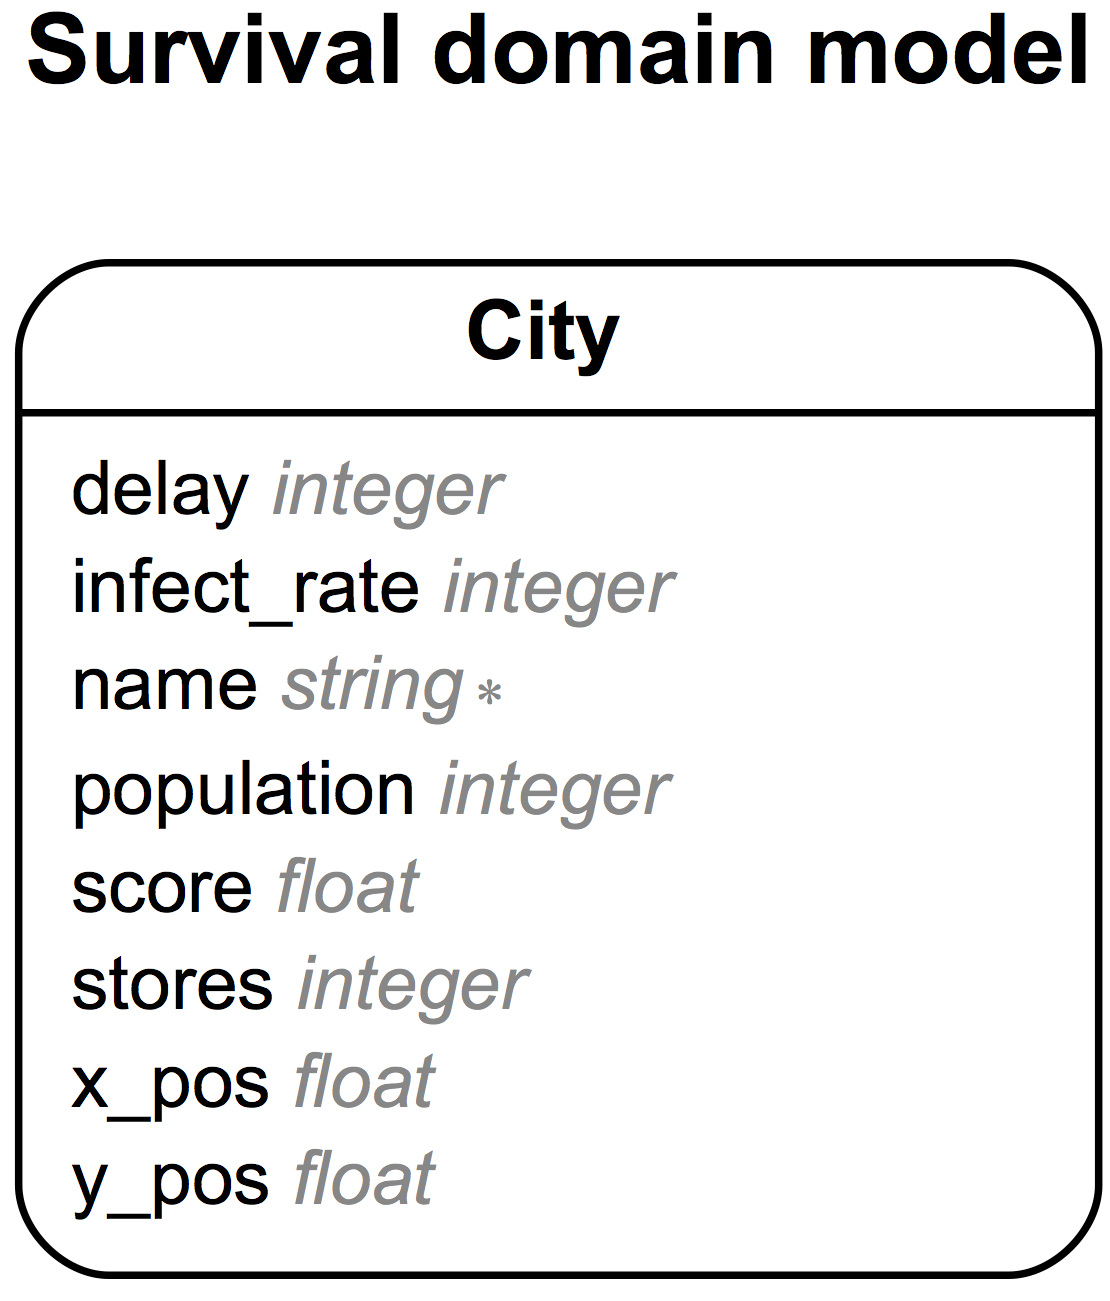 Survival domain model
City
delay integer
infect_rate integer
name string *
population integer
score float
stores integer
x_pos float
y_pos float